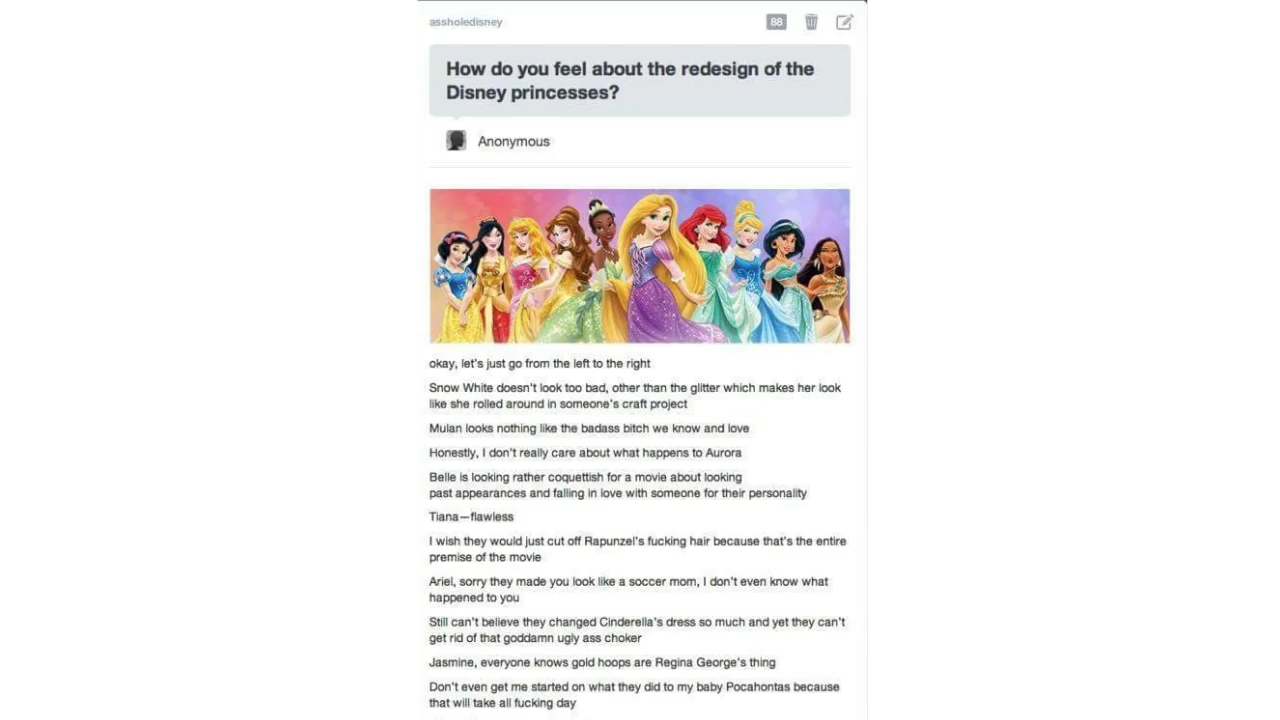 assholedisney
88
How do you feel about the redesign of the
Disney princesses?
Anonymous
okay, let's just go from the left to the right
Snow White doesn't look too bad, other than the glitter which makes her look
like she rolled around in someone's craft project
Mulan looks nothing like the badass bitch we know and love
Honestly, I don't really care about what happens to Aurora
Belle is looking rather coquettish for a movie about looking
past appearances and falling in love with someone for their personality
Tiana—flawless
I wish they would just cut off Rapunzel's fucking hair because that's the entire
premise of the movie
Ariel, sorry they made you look like a soccer mom, I don't even know what
happened to you
Still can't believe they changed Cinderella's dress so much and yet they can't
get rid of that goddamn ugly ass choker
Jasmine, everyone knows gold hoops are Regina George's thing
Don't even get me started on what they did to my baby Pocahontas because
that will take all fucking day